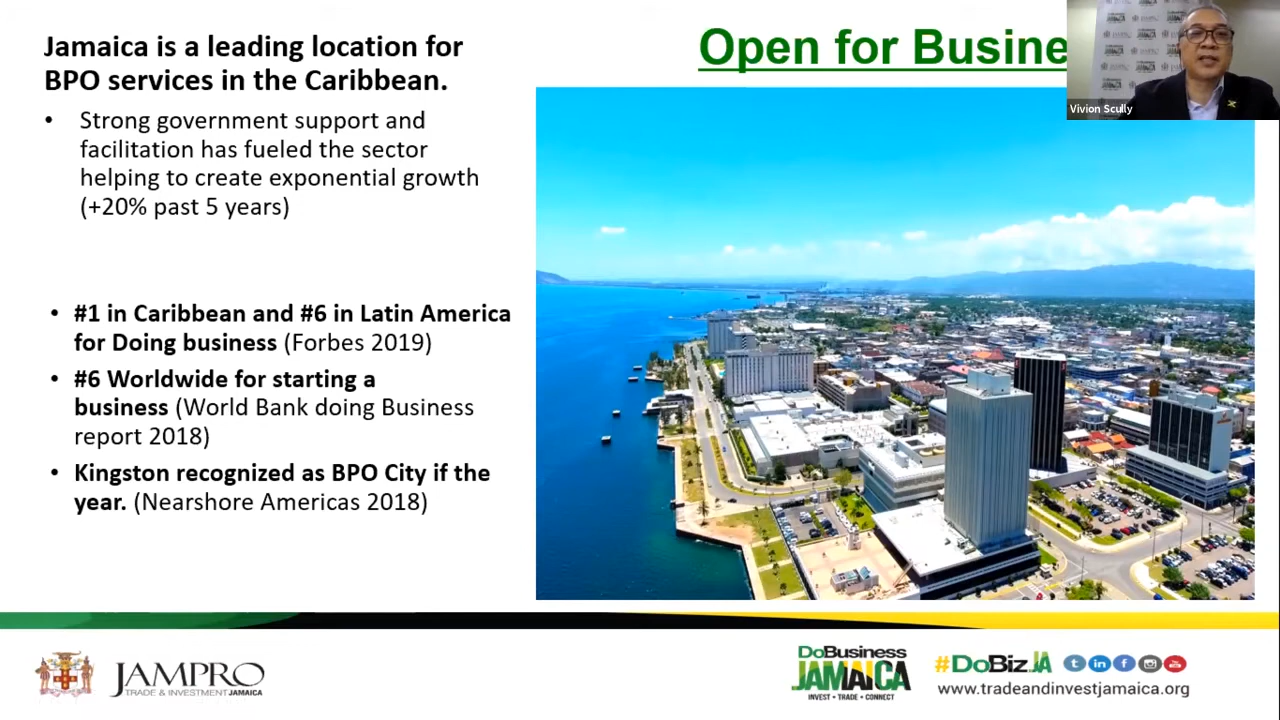 Jamaica is a leading location for
BPO services in the Caribbean.
• Strong government support and
facilitation has fueled the sector
helping to create exponential growth
(+20% past 5 years)
• #1 in Caribbean and #6 in Latin America
for Doing business (Forbes 2019)
• #6 Worldwide for starting a
business (World Bank doing Business
report 2018)
• Kingston recognized as BPO City if the
year. (Nearshore Americas 2018)
Open for Busine
Vivion Scully
JAMPRO
TRADE & INVESTMENT JAMAICA
DoBusiness
JAMAICA
INVEST • TRADE • CONNECT
#DoBiz.JA
www.tradeandinvestjamaica.org